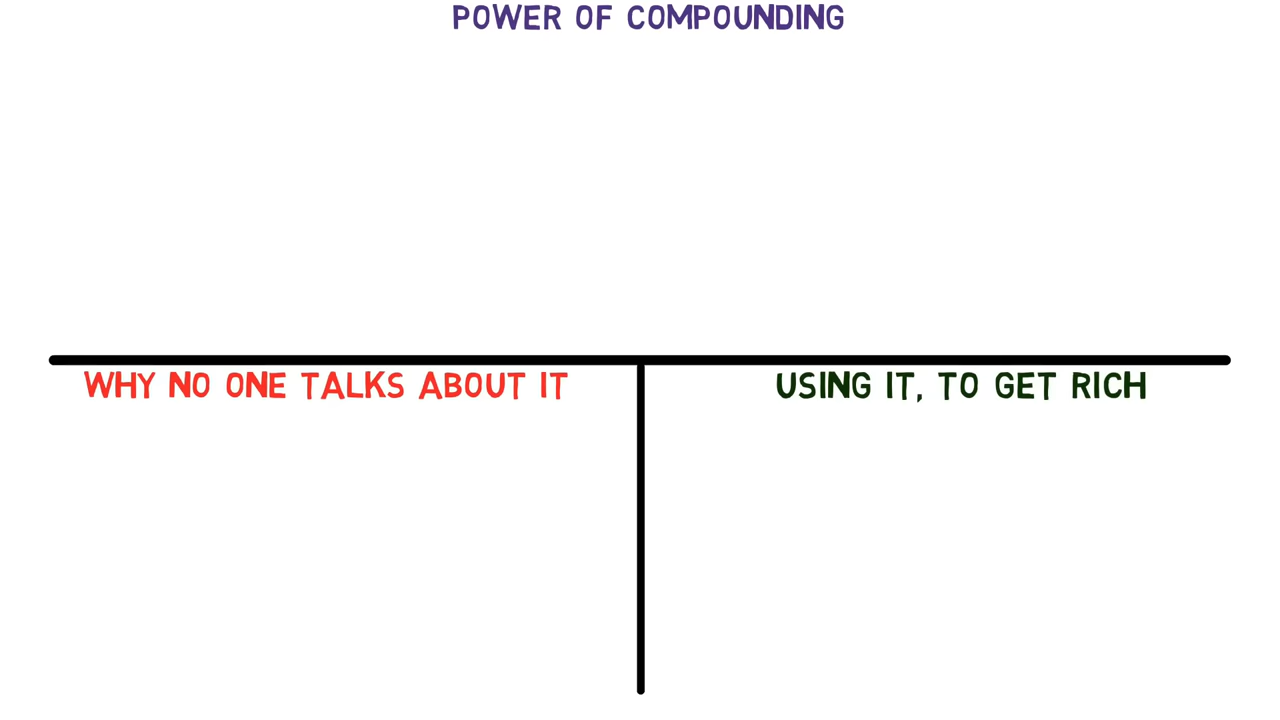 POWER OF COMPOUNDING
WHY NO ONE TALKS ABOUT IT
USING IT, TO GET RICH